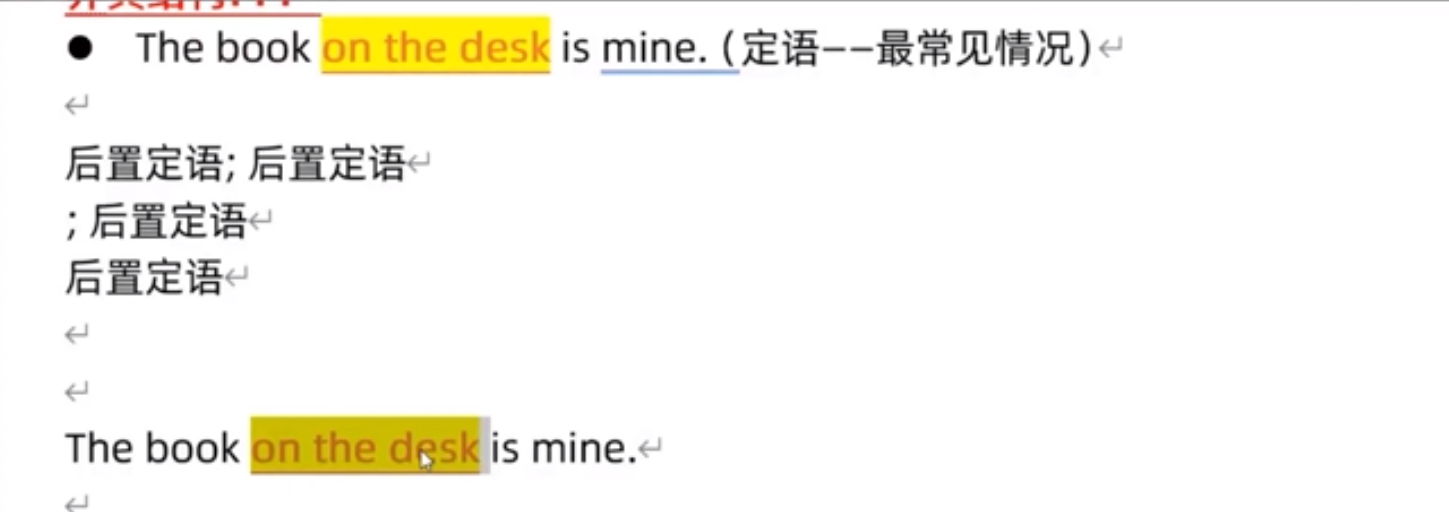 ● The book on the desk is mine. (定语——最常见情况)
后置定语; 后置定语
; 后置定语
后置定语
The book on the desk is mine.